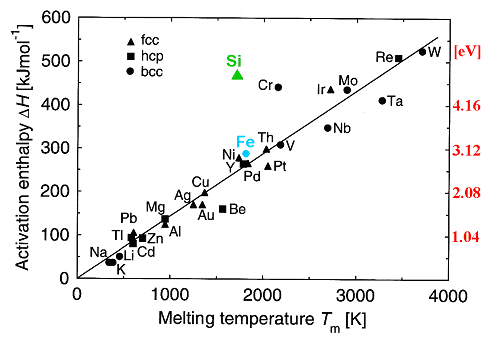 600
500
400
300
200
100
0
Activation enthalpy ΔH [kJmol⁻¹]
fcc
hcp
bcc
Si
Cr
Ir
Mo
Re
W
Ta
Nb
Fe
Th
V
Ni
Y
Pd
Pt
Cu
Ag
Au
Be
Mg
Al
Pb
Tl
Zn
Cd
Na
Li
K
[eV]
4.16
3.12
2.08
1.04
0 1000 2000 3000 4000
Melting temperature Tₘ [K]